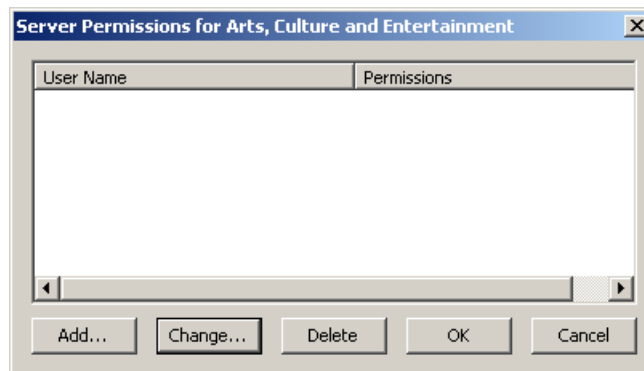 Server Permissions for Arts, Culture and Entertainment
User Name Permissions
Add... Change... Delete OK Cancel